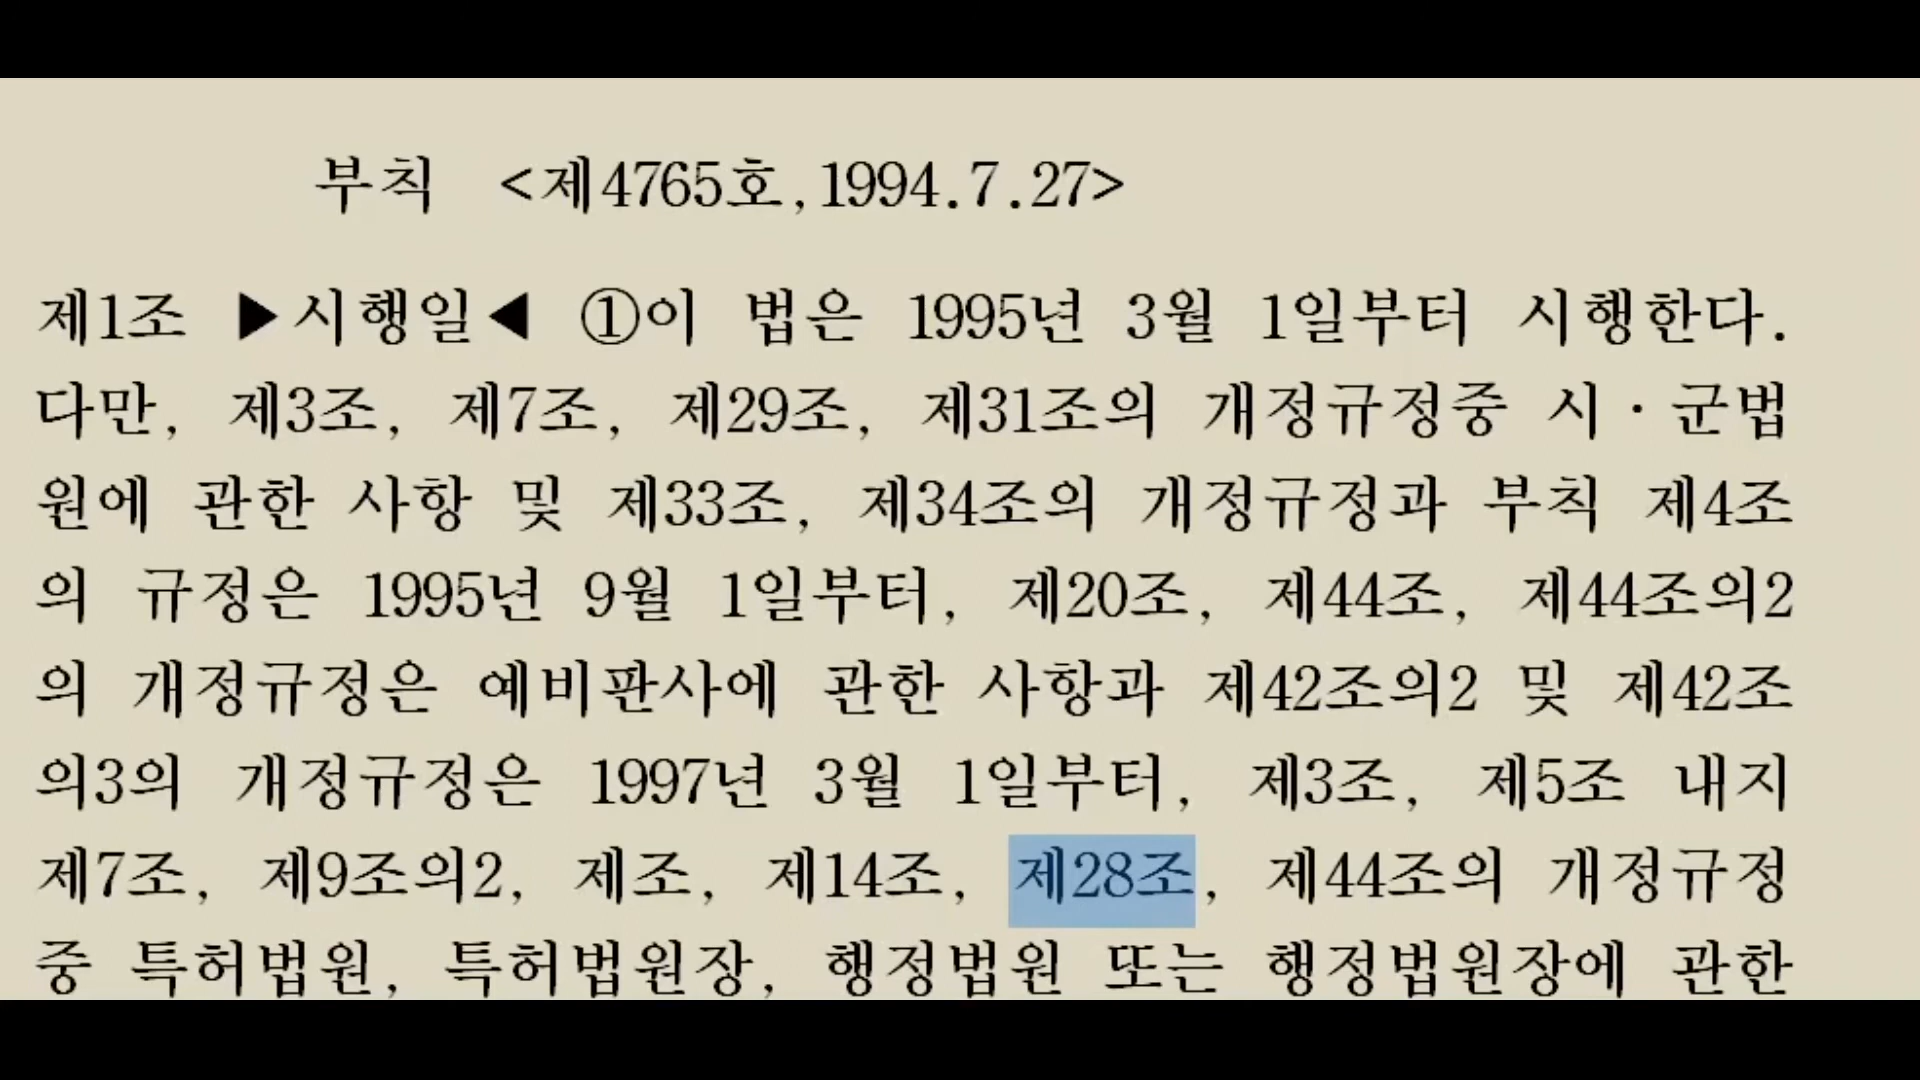 부칙 <제4765호,1994.7.27>
제1조 ▶시행일◀ ①이 법은 1995년 3월 1일부터 시행한다.
다만, 제3조, 제7조, 제29조, 제31조의 개정규정중 시·군법
원에 관한 사항 및 제33조, 제34조의 개정규정과 부칙 제4조
의 규정은 1995년 9월 1일부터, 제20조, 제44조, 제44조의2
의 개정규정은 예비판사에 관한 사항과 제42조의2 및 제42조
의3의 개정규정은 1997년 3월 1일부터, 제3조, 제5조 내지
제7조, 제9조의2, 제조, 제14조, 제28조, 제44조의 개정규정
중 특허법원, 특허법원장, 행정법원 또는 행정법원장에 관한